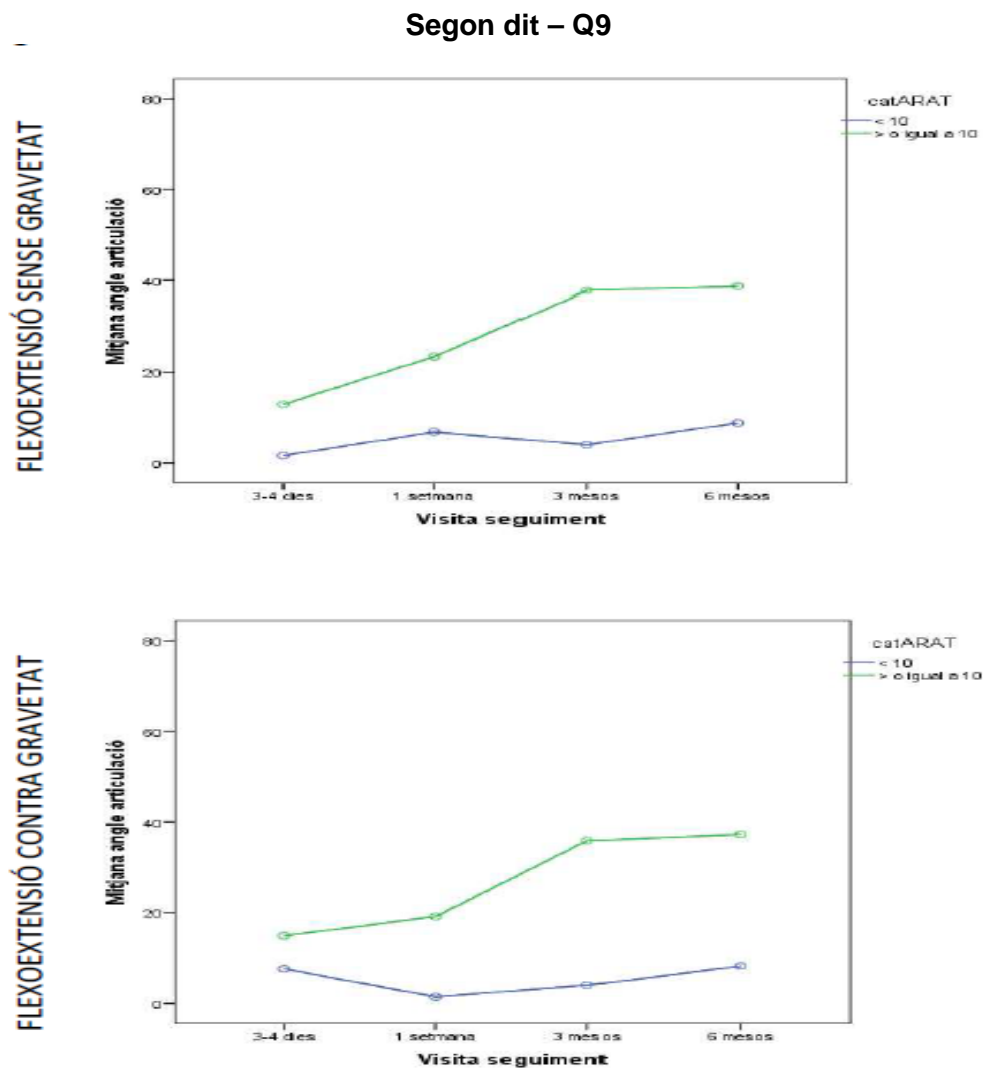 Segon dit – Q9
FLEXOEXTENSIÓ SENSE GRAVETAT
Mitjana angle articulació
80
60
40
20
0
3-4 dies
1 setmana
3 mesos
6 mesos
Visita seguiment
catARAT
< 10
> o igual a 10
FLEXOEXTENSIÓ CONTRA GRAVETAT
Mitjana angle articulació
80
60
40
20
0
3-4 dies
1 setmana
3 mesos
6 mesos
Visita seguiment
catARAT
< 10
> o igual a 10